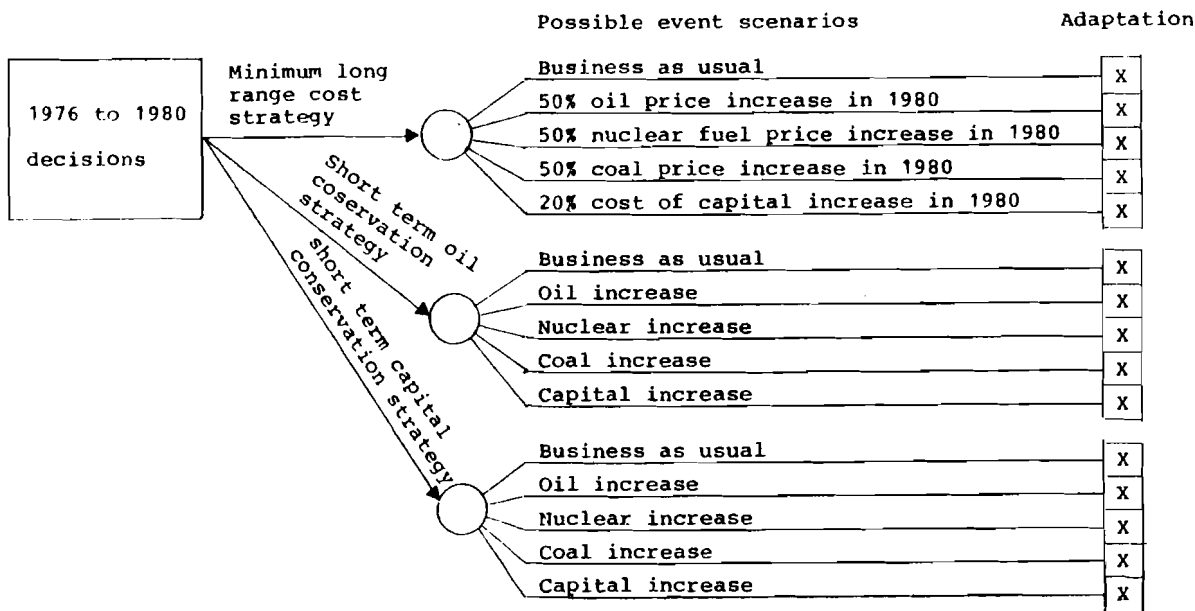 Possible event scenarios
Adaptation
1976 to 1980
decisions
Minimum long
range cost
strategy
Business as usual
X
50% oil price increase in 1980
X
50% nuclear fuel price increase in 1980
X
50% coal price increase in 1980
X
20% cost of capital increase in 1980
X
Short term oil
coservation
strategy
Business as usual
X
Oil increase
X
Nuclear increase
X
Coal increase
X
Capital increase
X
short term capital
conservation strategy
Business as usual
X
Oil increase
X
Nuclear increase
X
Coal increase
X
Capital increase
X